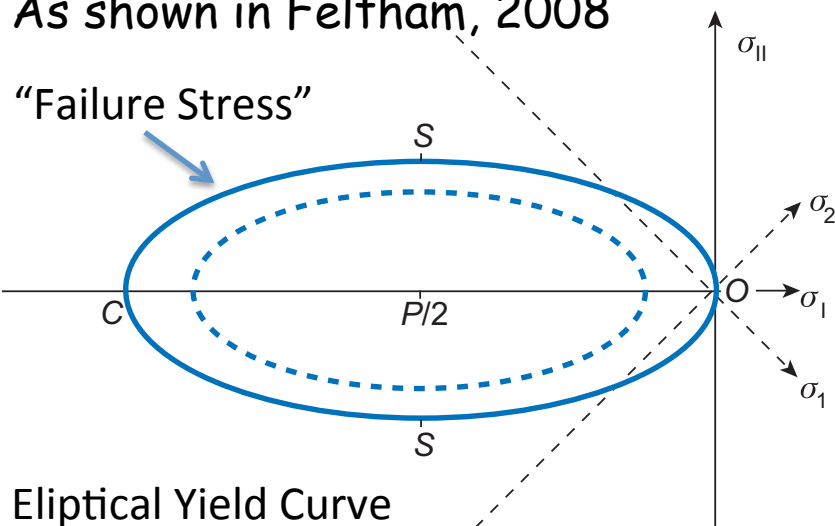 As shown in Feltham, 2008
σII
“Failure Stress”
S
σ2
C
P/2
O
σI
σ1
S
Eliptical Yield Curve